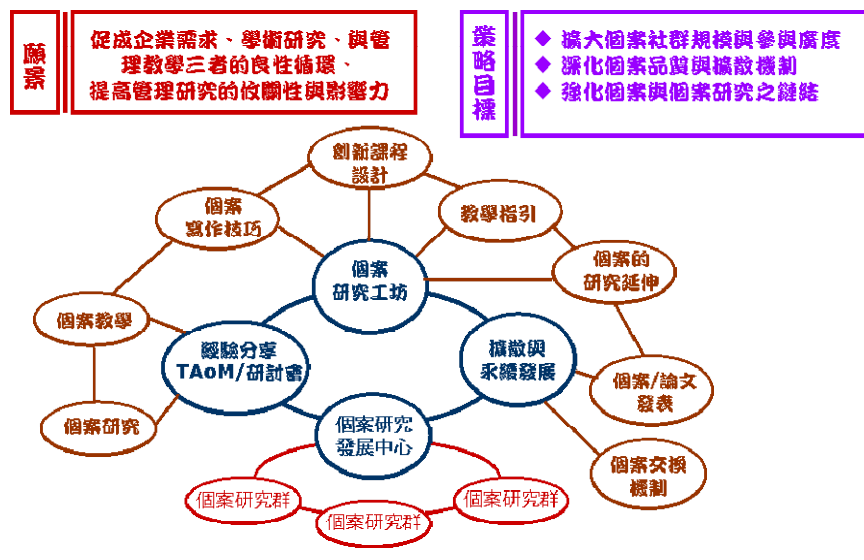 願景
促成企業需求、學術研究、與管
理教學三者的良性循環、
提高管理研究的攸關性與影響力
策略目標
◆ 擴大個案社群規模與參與廣度
◆ 深化個案品質與擴散機制
◆ 強化個案與個案研究之鏈結
創新課程
設計
個案
寫作技巧
教學指引
個案
研究工坊
個案的
研究延伸
個案教學
經驗分享
TAoM/研討會
擴散與
永續發展
個案/論文
發表
個案研究
個案研究
發展中心
個案交換
機制
個案研究群
個案研究群
個案研究群